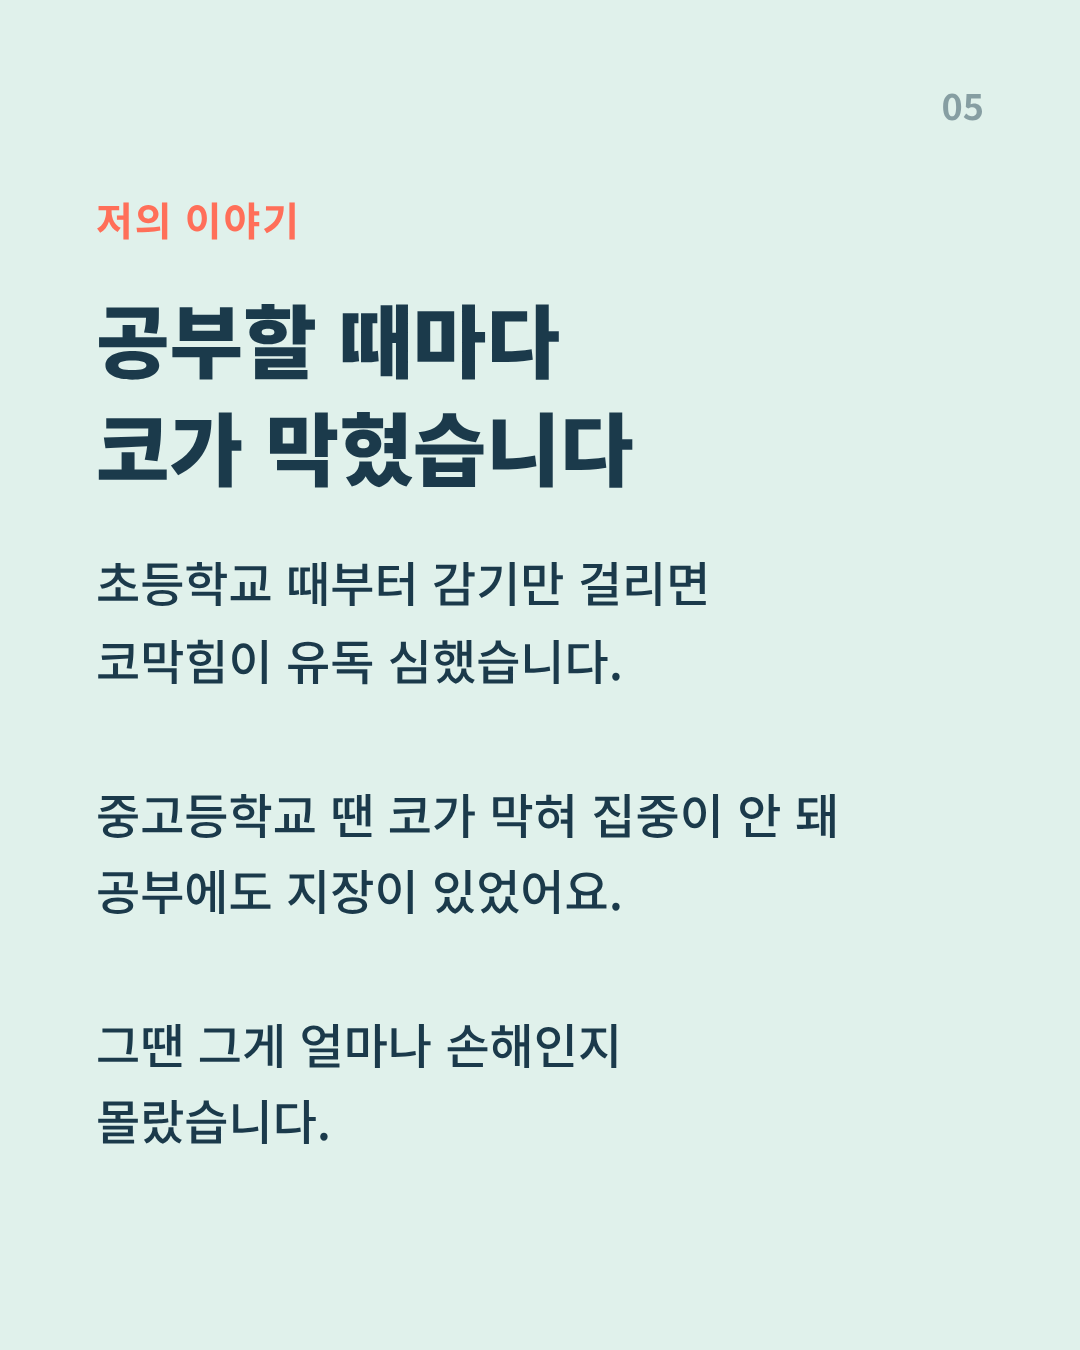 05
저의 이야기
공부할 때마다
코가 막혔습니다
초등학교 때부터 감기만 걸리면
코막힘이 유독 심했습니다.
중고등학교 땐 코가 막혀 집중이 안 돼
공부에도 지장이 있었어요.
그땐 그게 얼마나 손해인지
몰랐습니다.